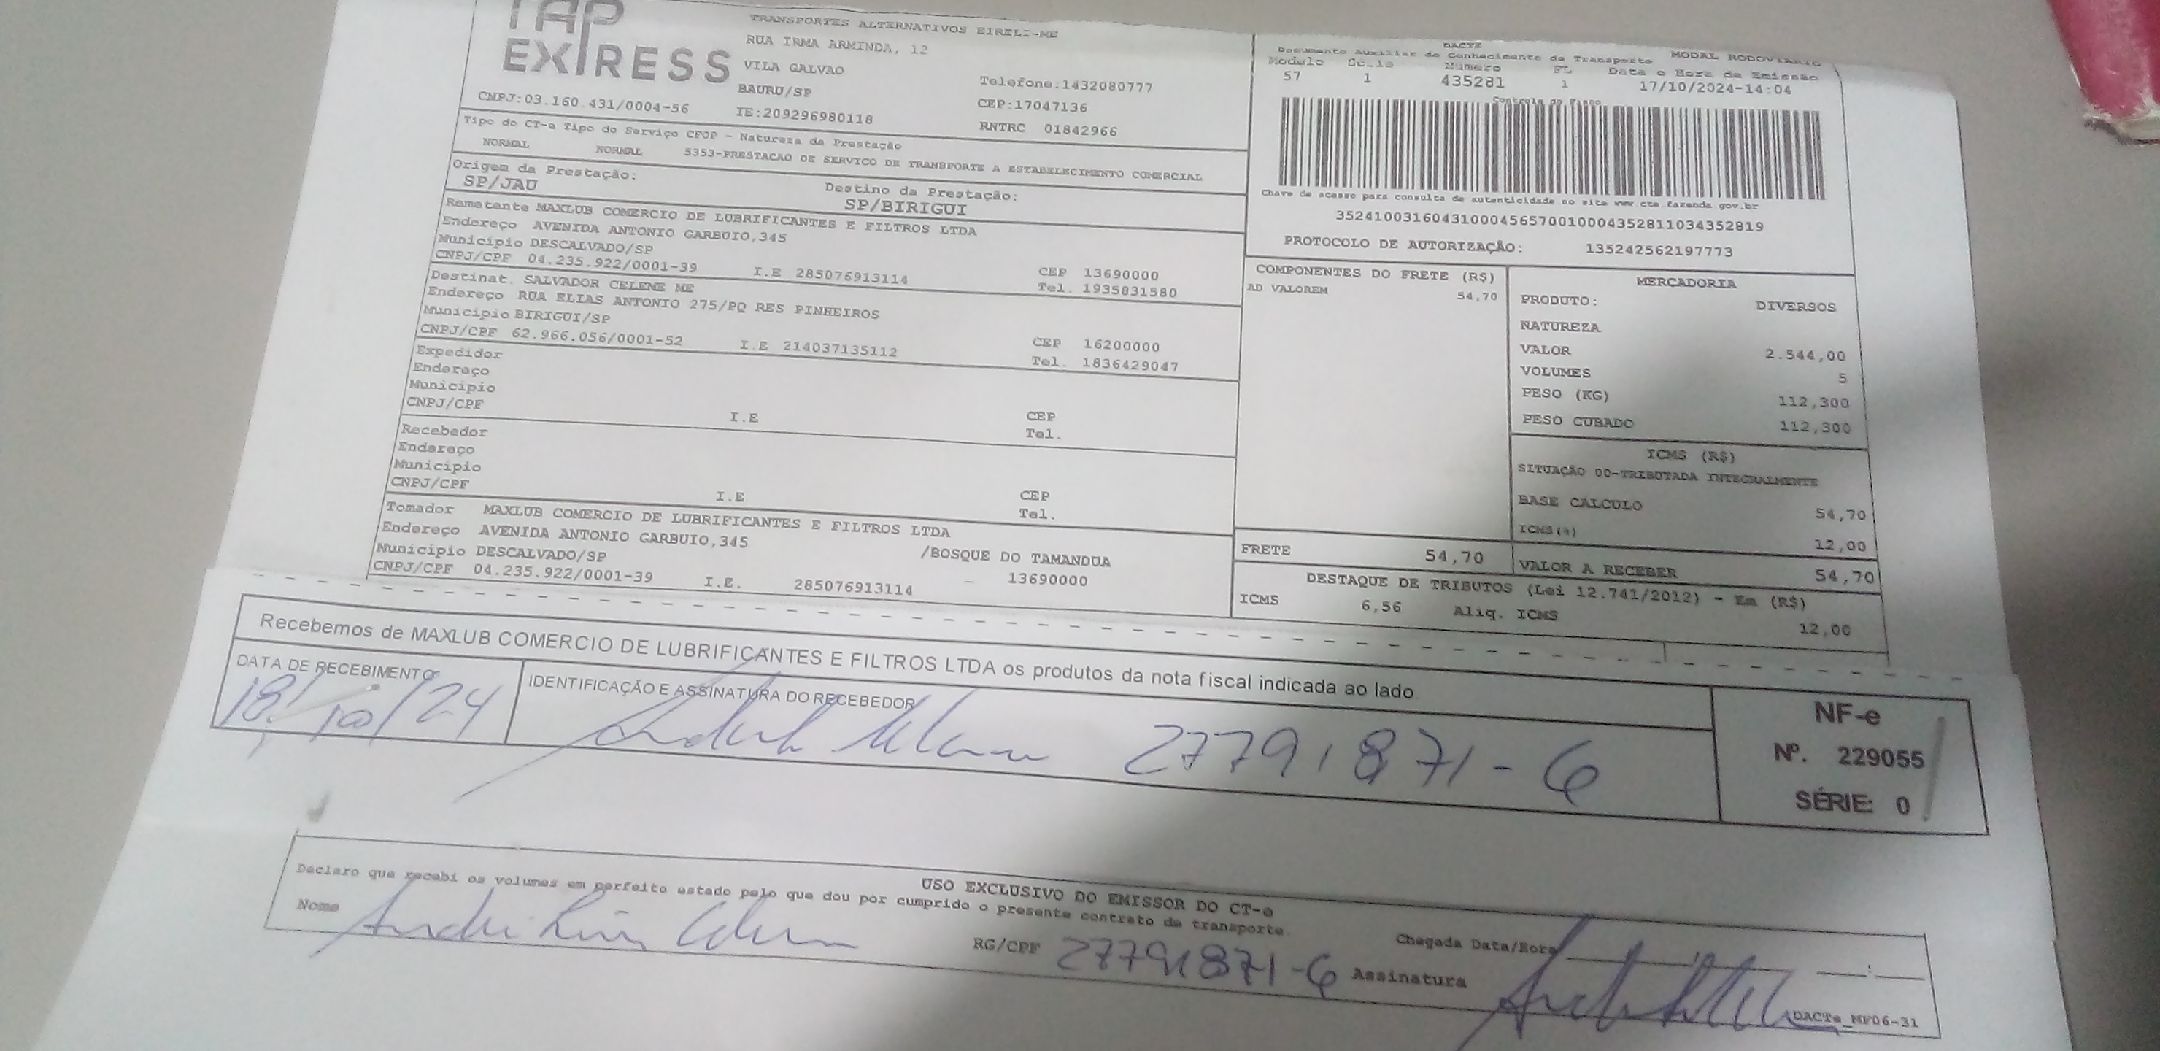 TAP
EXPRESS
TRANSPORTES ALTERNATIVOS EIRELI-ME
RUA IRMA ARMINDA, 12
VILA GALVAO
BAURU/SP
Telefone:1432080777
CEP:17047136
CNPJ:03.160.431/0004-56 IE:209296980118 RNTRC 01842966
Tipo do CT-e Tipo do Serviço CFOP - Natureza da Prestação
NORMAL NORMAL 5353-PRESTACAO DE SERVICO DE TRANSPORTE A ESTABELECIMENTO COMERCIAL
Origem da Prestação: Destino da Prestação:
SP/JAU SP/BIRIGUI
Remetente MAXLUB COMERCIO DE LUBRIFICANTES E FILTROS LTDA
Endereço AVENIDA ANTONIO GARBUIO,345
Municipio DESCALVADO/SP CEP 13690000
CNPJ/CPF 04.235.922/0001-39 I.E 285076913114 Tel. 1935831580
Destinat. SALVADOR CELENE ME
Endereço RUA ELIAS ANTONIO 275/PQ RES PINHEIROS
Municipio BIRIGUI/SP CEP 16200000
CNPJ/CPF 62.966.056/0001-52 I.E 214037135112 Tel. 1836429047
Expedidor
Endereço
Municipio CEP
CNPJ/CPF I.E Tel.
Recebedor
Endereço
Municipio CEP
CNPJ/CPF I.E Tel.
Tomador MAXLUB COMERCIO DE LUBRIFICANTES E FILTROS LTDA
Endereço AVENIDA ANTONIO GARBUIO,345 /BOSQUE DO TAMANDUA
Municipio DESCALVADO/SP 13690000
CNPJ/CPF 04.235.922/0001-39 I.E. 285076913114
DACTE MODAL RODOVIARIO
Documento Auxiliar do Conhecimento de Transporte
Modulo Número FL Data e Hora da Emissão
57 1 435281 1 17/10/2024-14:04
Controle do Fisco
Chave de acesso para consulta de autenticidade no site www.cte.fazenda.gov.br
35241003160431000456570010004352811034352819
PROTOCOLO DE AUTORIZAÇÃO: 135242562197773
COMPONENTES DO FRETE (R$)
AD VALOREM 54,70
MERCADORIA
PRODUTO: DIVERSOS
NATUREZA
VALOR 2.544,00
VOLUMES 5
PESO (KG) 112,300
PESO CUBADO 112,300
ICMS (R$)
SITUAÇÃO 00-TRIBUTADA INTEGRALMENTE
BASE CALCULO 54,70
ICMS(%) 12,00
FRETE 54,70 VALOR A RECEBER 54,70
DESTAQUE DE TRIBUTOS (Lei 12.741/2012) - Em (R$)
ICMS 6,56 Aliq. ICMS 12,00
Recebemos de MAXLUB COMERCIO DE LUBRIFICANTES E FILTROS LTDA os produtos da nota fiscal indicada ao lado
DATA DE RECEBIMENTO IDENTIFICAÇÃO E ASSINATURA DO RECEBEDOR
18/10/24 27791871-6
NF-e
Nº. 229055
SÉRIE: 0
USO EXCLUSIVO DO EMISSOR DO CT-e
Declaro que recebi os volumes em perfeito estado pelo que dou por cumprido o presente contrato de transporte.
Nome RG/CPF 27791871-6 Chegada Data/Hora
Assinatura
DACTe_MP06-31